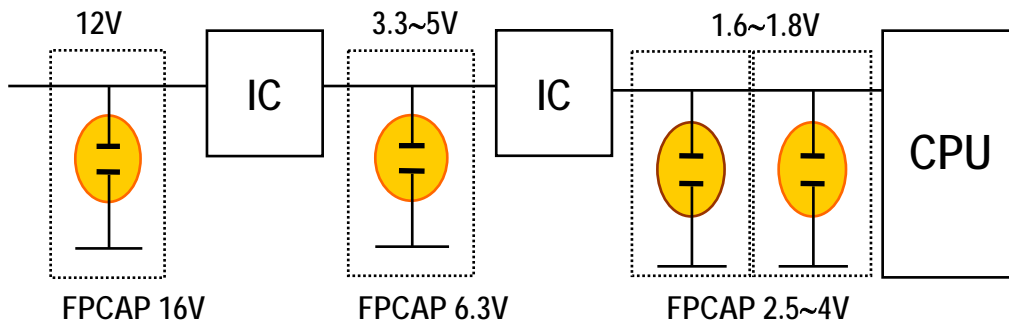 12V
3.3~5V
1.6~1.8V
IC
IC
CPU
FPCAP 16V
FPCAP 6.3V
FPCAP 2.5~4V